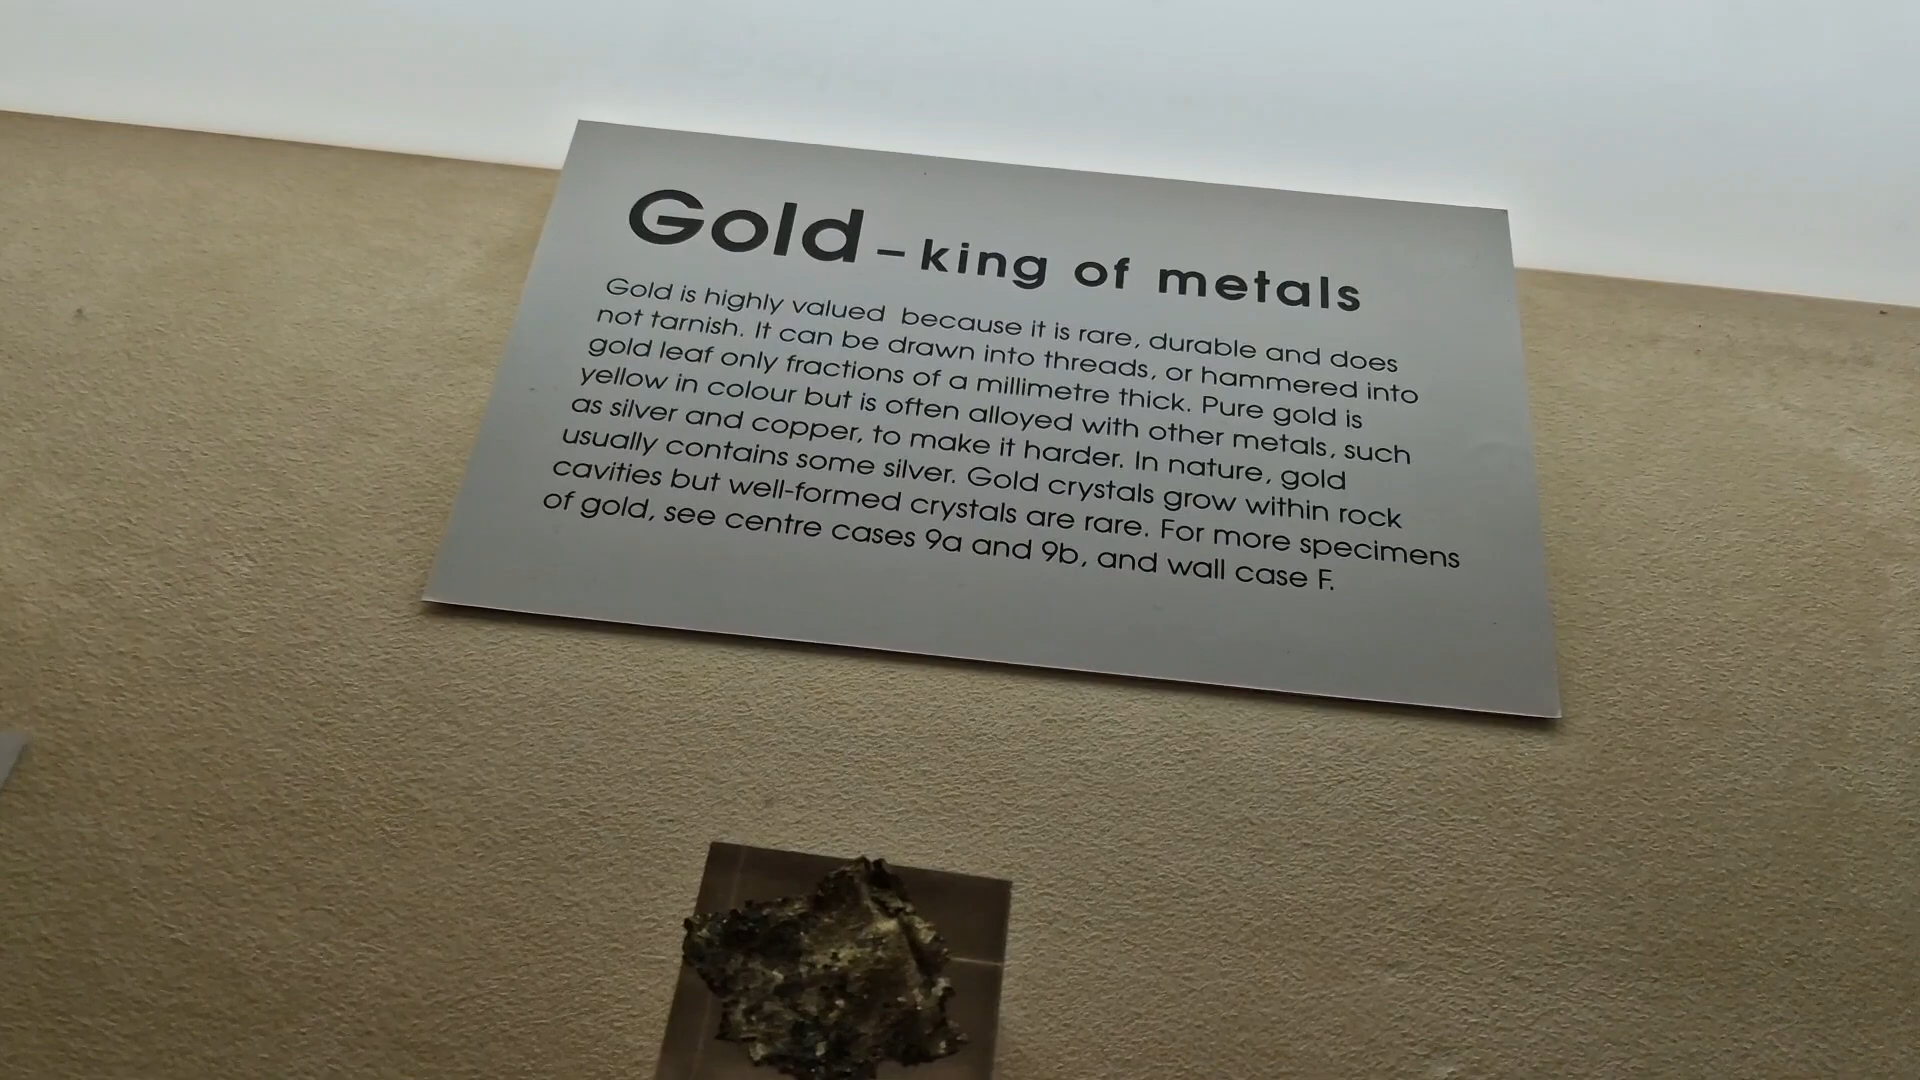 Gold – king of metals
Gold is highly valued because it is rare, durable and does
not tarnish. It can be drawn into threads, or hammered into
gold leaf only fractions of a millimetre thick. Pure gold is
yellow in colour but is often alloyed with other metals, such
as silver and copper, to make it harder. In nature, gold
usually contains some silver. Gold crystals grow within rock
cavities but well-formed crystals are rare. For more specimens
of gold, see centre cases 9a and 9b, and wall case F.